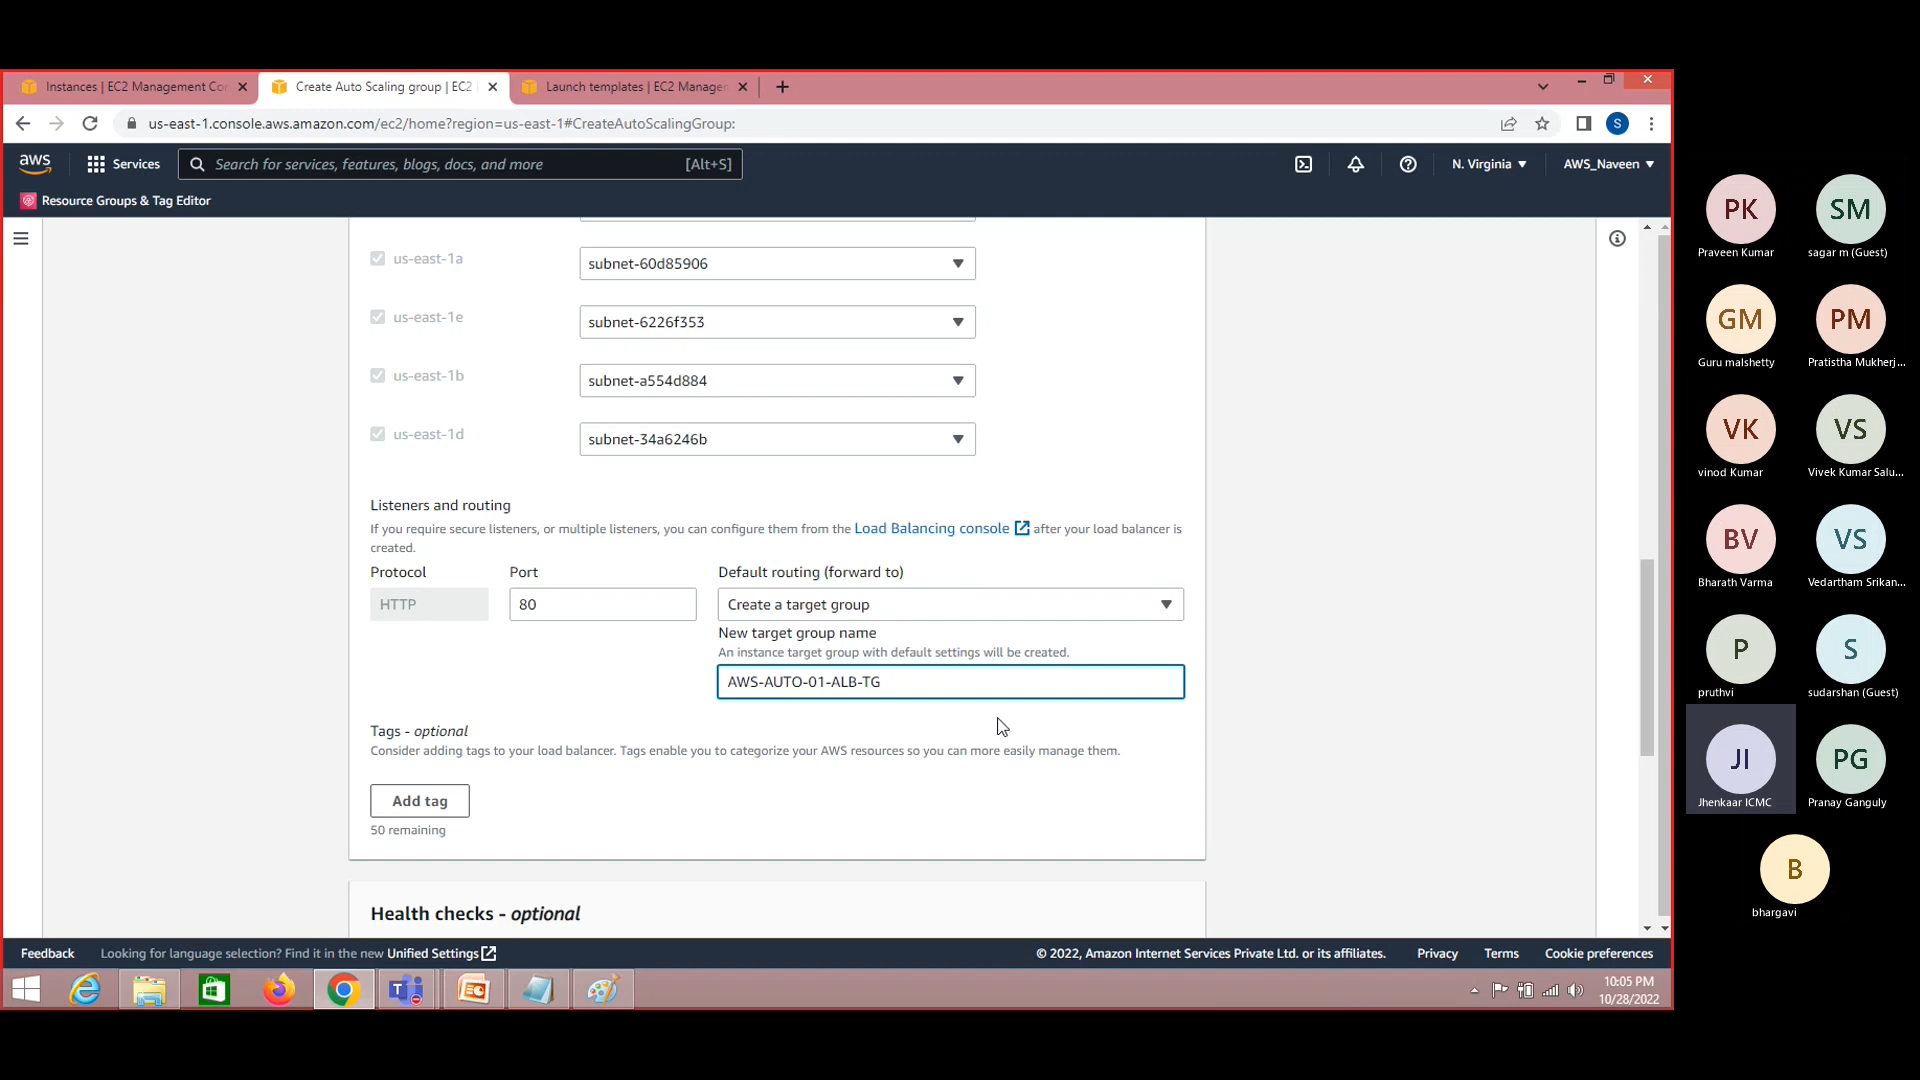 Instances | EC2 Management Co
Create Auto Scaling group | EC2
Launch templates | EC2 Manage
us-east-1.console.aws.amazon.com/ec2/home?region=us-east-1#CreateAutoScalingGroup:
S
aws
Services
Search for services, features, blogs, docs, and more
[Alt+S]
N. Virginia
AWS_Naveen
Resource Groups & Tag Editor
us-east-1a
subnet-60d85906
us-east-1e
subnet-6226f353
us-east-1b
subnet-a554d884
us-east-1d
subnet-34a6246b
Listeners and routing
If you require secure listeners, or multiple listeners, you can configure them from the Load Balancing console after your load balancer is
created.
Protocol
Port
Default routing (forward to)
HTTP
80
Create a target group
New target group name
An instance target group with default settings will be created.
AWS-AUTO-01-ALB-TG
Tags - optional
Consider adding tags to your load balancer. Tags enable you to categorize your AWS resources so you can more easily manage them.
Add tag
50 remaining
Health checks - optional
Feedback
Looking for language selection? Find it in the new Unified Settings
© 2022, Amazon Internet Services Private Ltd. or its affiliates.
Privacy
Terms
Cookie preferences
10:05 PM
10/28/2022
PK
Praveen Kumar
SM
sagar m (Guest)
GM
Guru malshetty
PM
Pratistha Mukherj...
VK
vinod Kumar
VS
Vivek Kumar Salu...
BV
Bharath Varma
VS
Vedartham Srikan...
P
pruthvi
S
sudarshan (Guest)
JI
Jhenkaar ICMC
PG
Pranay Ganguly
B
bhargavi